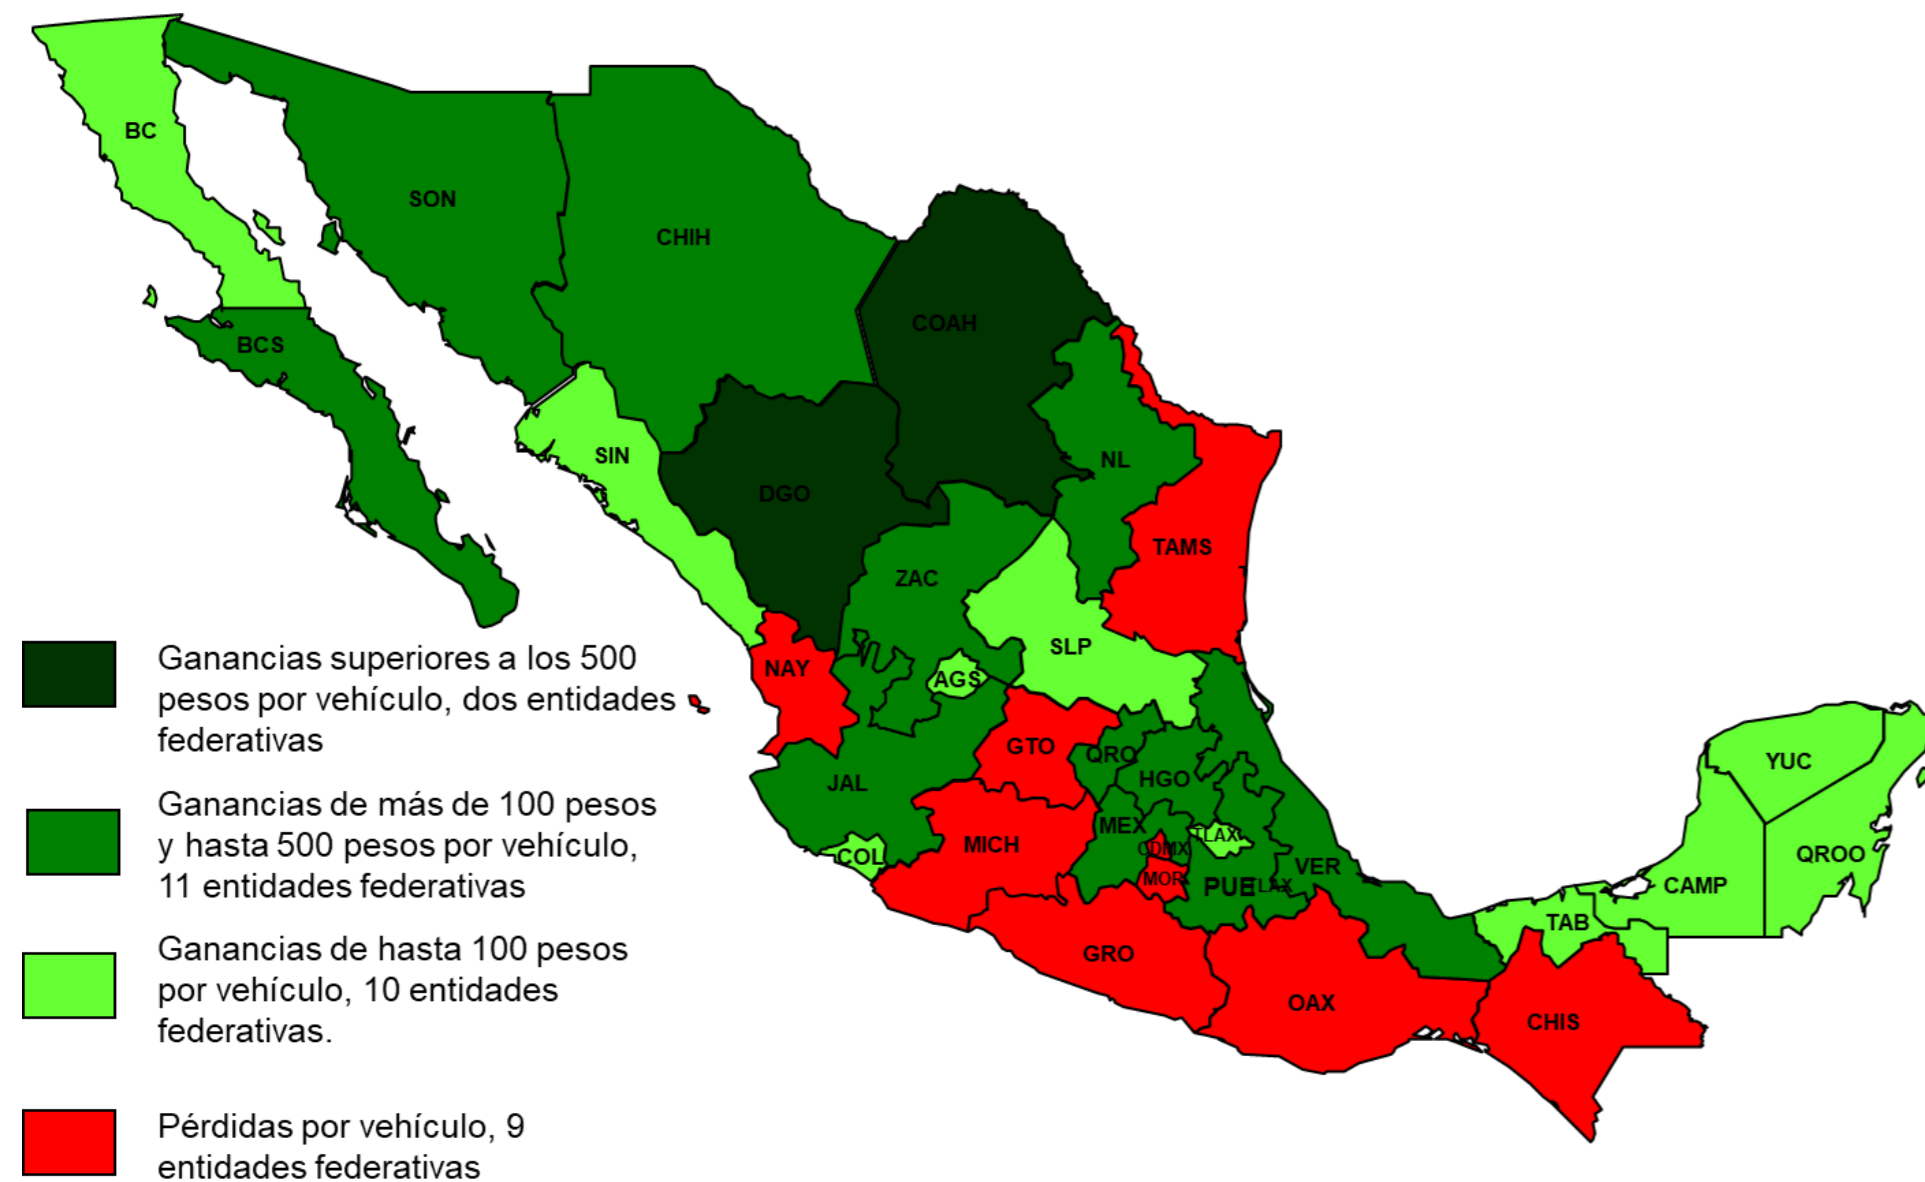 BC
SON
CHIH
COAH
BCS
SIN
NL
DGO
TAMS
ZAC
SLP
NAY
AGS
GTO
QRO
HGO
JAL
YUC
MEX
TLAX
MICH
CDMX
COL
VER
QROO
MOR
PUE
TLAX
CAMP
TAB
GRO
OAX
CHIS
Ganancias superiores a los 500
pesos por vehículo, dos entidades
federativas
Ganancias de más de 100 pesos
y hasta 500 pesos por vehículo,
11 entidades federativas
Ganancias de hasta 100 pesos
por vehículo, 10 entidades
federativas.
Pérdidas por vehículo, 9
entidades federativas